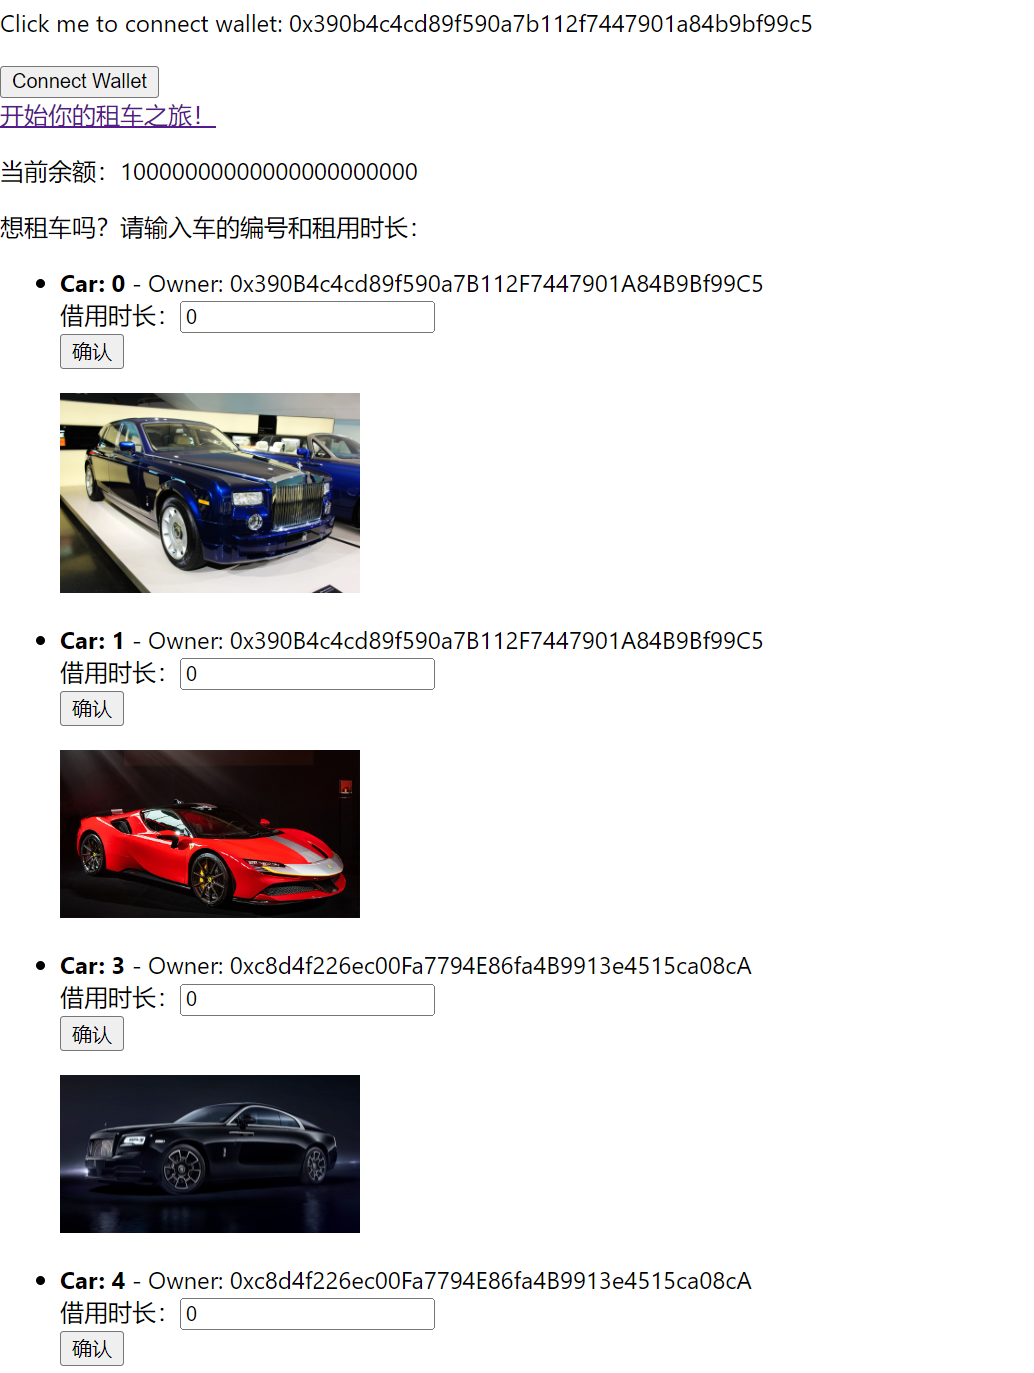 Click me to connect wallet: 0x390b4c4cd89f590a7b112f7447901a84b9bf99c5
Connect Wallet
开始你的租车之旅！
当前余额：10000000000000000000000
想租车吗？请输入车的编号和租用时长：
Car: 0 - Owner: 0x390B4c4cd89f590a7B112F7447901A84B9Bf99C5
借用时长：0
确认
Car: 1 - Owner: 0x390B4c4cd89f590a7B112F7447901A84B9Bf99C5
借用时长：0
确认
Car: 3 - Owner: 0xc8d4f226ec00Fa7794E86fa4B9913e4515ca08cA
借用时长：0
确认
Car: 4 - Owner: 0xc8d4f226ec00Fa7794E86fa4B9913e4515ca08cA
借用时长：0
确认